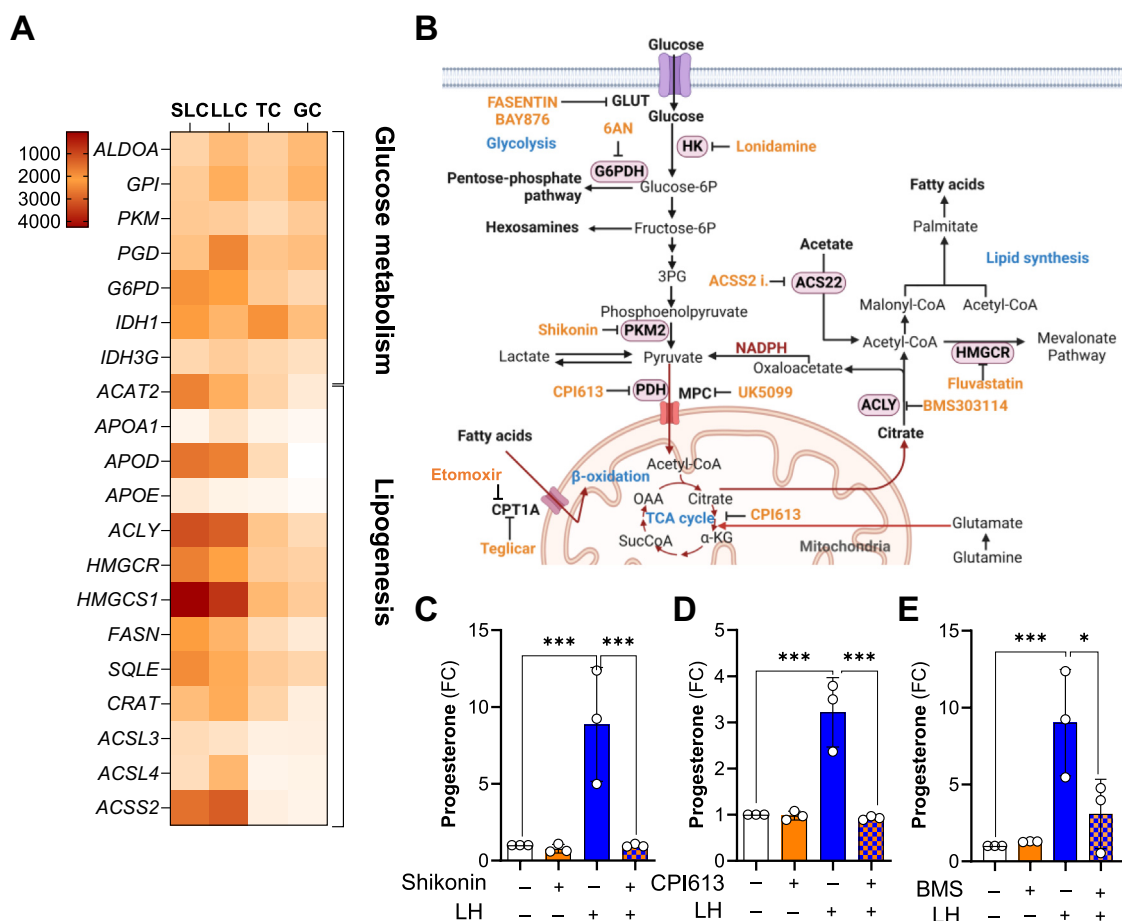 A
SLC LLC TC GC
1000
2000
3000
4000
ALDOA
GPI
PKM
PGD
G6PD
IDH1
IDH3G
ACAT2
APOA1
APOD
APOE
ACLY
HMGCR
HMGCS1
FASN
SQLE
CRAT
ACSL3
ACSL4
ACSS2
Glucose metabolism
Lipogenesis
B
Glucose
FASENTIN
BAY876
GLUT
Glucose
6AN
Glycolysis
HK
Lonidamine
G6PDH
Pentose-phosphate
pathway
Glucose-6P
Hexosamines
Fructose-6P
3PG
Phosphoenolpyruvate
Shikonin
PKM2
Lactate
Pyruvate
NADPH
Oxaloacetate
CPI613
PDH
MPC
UK5099
Fatty acids
Palmitate
Acetate
Lipid synthesis
ACSS2 i.
ACS22
Malonyl-CoA
Acetyl-CoA
Acetyl-CoA
Mevalonate
Pathway
HMGCR
Fluvastatin
ACLY
BMS303114
Citrate
Fatty acids
Etomoxir
β-oxidation
Acetyl-CoA
CPT1A
OAA
Citrate
TCA cycle
CPI613
Teglicar
SucCoA
α-KG
Mitochondria
Glutamate
Glutamine
C
Progesterone (FC)
15
10
5
0
*** ***
Shikonin – + – +
LH – – + +
D
Progesterone (FC)
5
4
3
2
1
0
*** ***
CPI613 – + – +
LH – – + +
E
Progesterone (FC)
15
10
5
0
*** *
BMS – + – +
LH – – + +